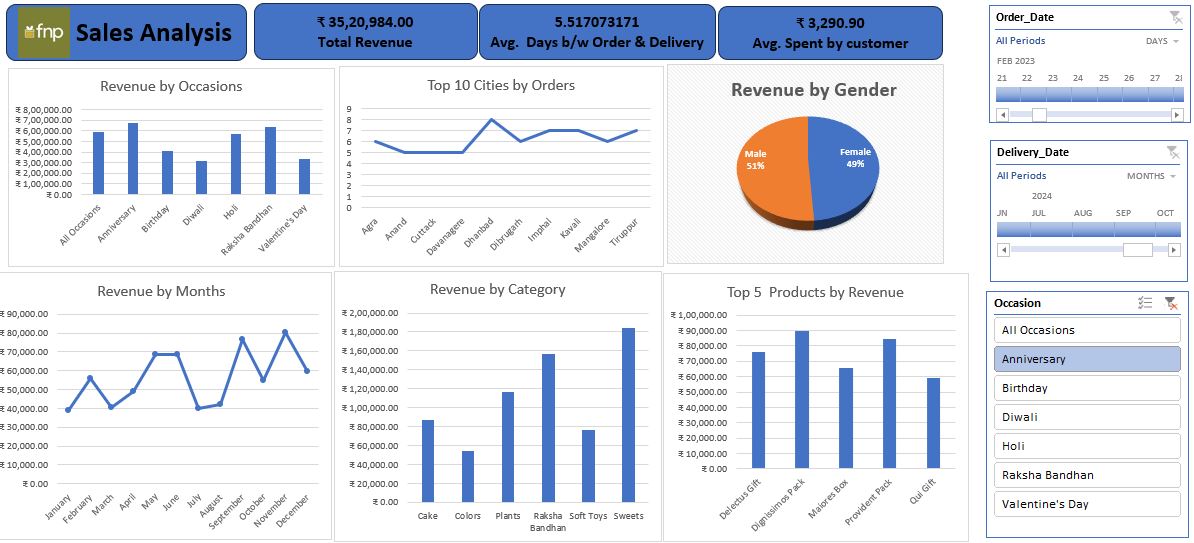 fnp Sales Analysis
₹ 35,20,984.00
Total Revenue
5.517073171
Avg. Days b/w Order & Delivery
₹ 3,290.90
Avg. Spent by customer
Revenue by Occasions
₹ 8,00,000.00
₹ 7,00,000.00
₹ 6,00,000.00
₹ 5,00,000.00
₹ 4,00,000.00
₹ 3,00,000.00
₹ 2,00,000.00
₹ 1,00,000.00
₹ 0.00
All Occasions
Anniversary
Birthday
Diwali
Holi
Raksha Bandhan
Valentine's Day
Top 10 Cities by Orders
9
8
7
6
5
4
3
2
1
0
Agra
Anand
Cuttack
Davanagere
Dhanbad
Dibrugarh
Imphal
Kavali
Mangalore
Tiruppur
Revenue by Gender
Male
51%
Female
49%
Order_Date
All Periods DAYS
FEB 2023
21 22 23 24 25 26 27 28
Delivery_Date
All Periods MONTHS
2024
JN JUL AUG SEP OCT
Revenue by Months
₹ 90,000.00
₹ 80,000.00
₹ 70,000.00
₹ 60,000.00
₹ 50,000.00
₹ 40,000.00
₹ 30,000.00
₹ 20,000.00
₹ 10,000.00
₹ 0.00
January
February
March
April
May
June
July
August
September
October
November
December
Revenue by Category
₹ 2,00,000.00
₹ 1,80,000.00
₹ 1,60,000.00
₹ 1,40,000.00
₹ 1,20,000.00
₹ 1,00,000.00
₹ 80,000.00
₹ 60,000.00
₹ 40,000.00
₹ 20,000.00
₹ 0.00
Cake Colors Plants Raksha Soft Toys Sweets
Bandhan
Top 5 Products by Revenue
₹ 1,00,000.00
₹ 90,000.00
₹ 80,000.00
₹ 70,000.00
₹ 60,000.00
₹ 50,000.00
₹ 40,000.00
₹ 30,000.00
₹ 20,000.00
₹ 10,000.00
₹ 0.00
Delectus Gift
Dignissimos Pack
Maiores Box
Provident Pack
Qui Gift
Occasion
All Occasions
Anniversary
Birthday
Diwali
Holi
Raksha Bandhan
Valentine's Day